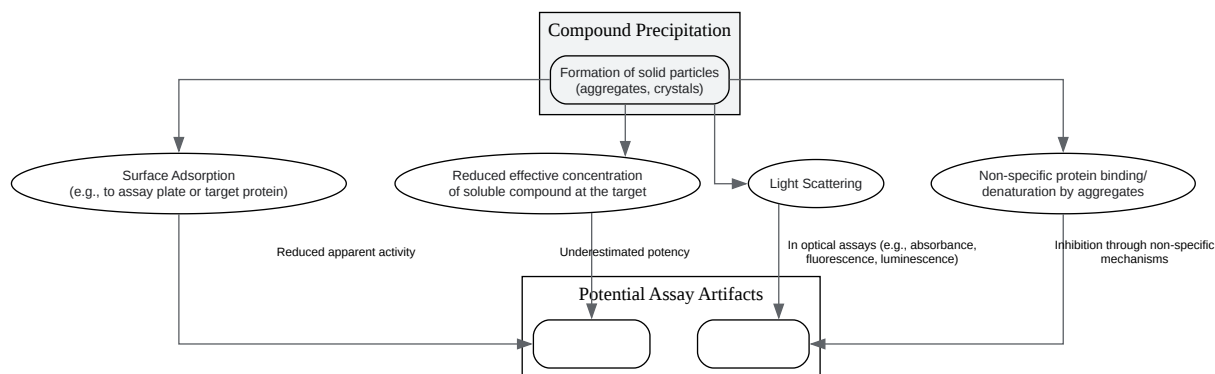 Compound Precipitation
Formation of solid particles
(aggregates, crystals)
Surface Adsorption
(e.g., to assay plate or target protein)
Reduced effective concentration
of soluble compound at the target
Light Scattering
Non-specific protein binding/
denaturation by aggregates
Reduced apparent activity
Underestimated potency
In optical assays (e.g., absorbance,
fluorescence, luminescence)
Inhibition through non-specific
mechanisms
Potential Assay Artifacts